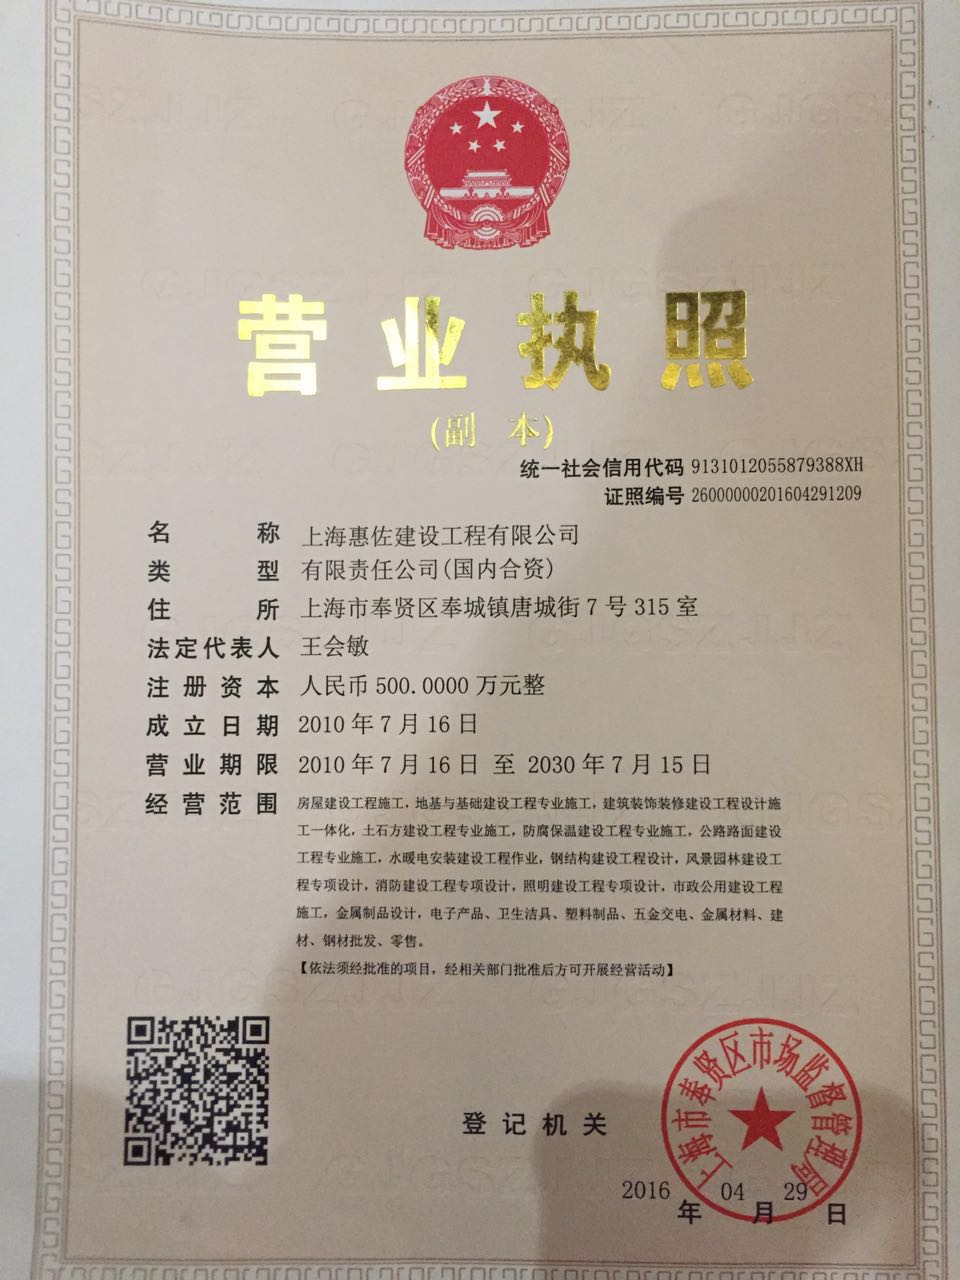 营业执照
(副 本)
统一社会信用代码 9131012055879388XH
证照编号 26000000201604291209
名称 上海惠佐建设工程有限公司
类型 有限责任公司(国内合资)
住所 上海市奉贤区奉城镇唐城街7号315室
法定代表人 王会敏
注册资本 人民币500.0000万元整
成立日期 2010年7月16日
营业期限 2010年7月16日 至 2030年7月15日
经营范围 房屋建设工程施工，地基与基础建设工程专业施工，建筑装饰装修建设工程设计施
工一体化，土石方建设工程专业施工，防腐保温建设工程专业施工，公路路面建设
工程专业施工，水暖电安装建设工程作业，钢结构建设工程设计，风景园林建设工
程专项设计，消防建设工程专项设计，照明建设工程专项设计，市政公用建设工程
施工，金属制品设计，电子产品、卫生洁具、塑料制品、五金交电、金属材料、建
材、钢材批发、零售。
【依法须经批准的项目，经相关部门批准后方可开展经营活动】
登记机关
上海市奉贤区市场监督管理局
2016年04月29日